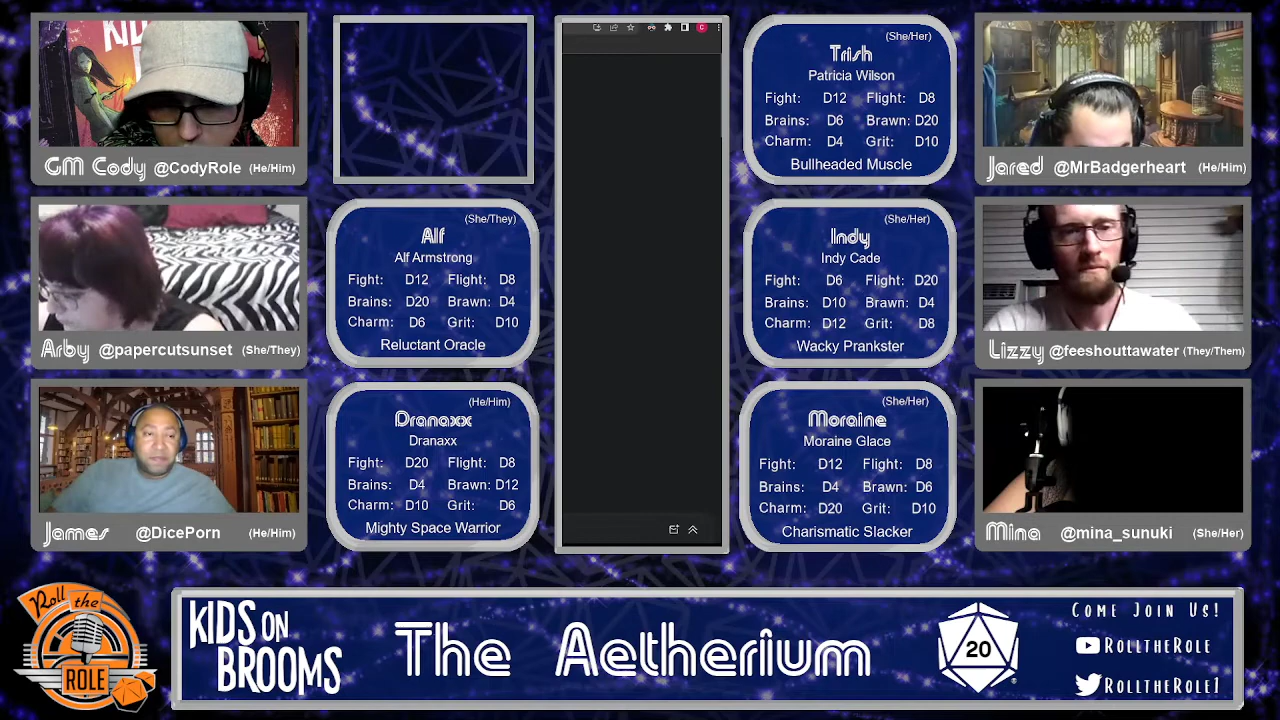 KIDS
GM Cody @CodyRole (He/Him)
Arby @papercutsunset (She/They)
James @DicePorn (He/Him)
(She/They)
Alf
Alf Armstrong
Fight: D12 Flight: D8
Brains: D20 Brawn: D4
Charm: D6 Grit: D10
Reluctant Oracle
(He/Him)
Dranaxx
Dranaxx
Fight: D20 Flight: D8
Brains: D4 Brawn: D12
Charm: D10 Grit: D6
Mighty Space Warrior
C
(She/Her)
Trish
Patricia Wilson
Fight: D12 Flight: D8
Brains: D6 Brawn: D20
Charm: D4 Grit: D10
Bullheaded Muscle
(She/Her)
Indy
Indy Cade
Fight: D6 Flight: D20
Brains: D10 Brawn: D4
Charm: D12 Grit: D8
Wacky Prankster
(She/Her)
Moraine
Moraine Glace
Fight: D12 Flight: D8
Brains: D4 Brawn: D6
Charm: D20 Grit: D10
Charismatic Slacker
Jared @MrBadgerheart (He/Him)
Lizzy @feeshouttawater (They/Them)
Mina @mina_sunuki (She/Her)
Roll the
ROLE
KIDS ON
BROOMS
The Aetherium
20
COME JOIN US!
ROLLTHEROLE
ROLLTHEROLE1